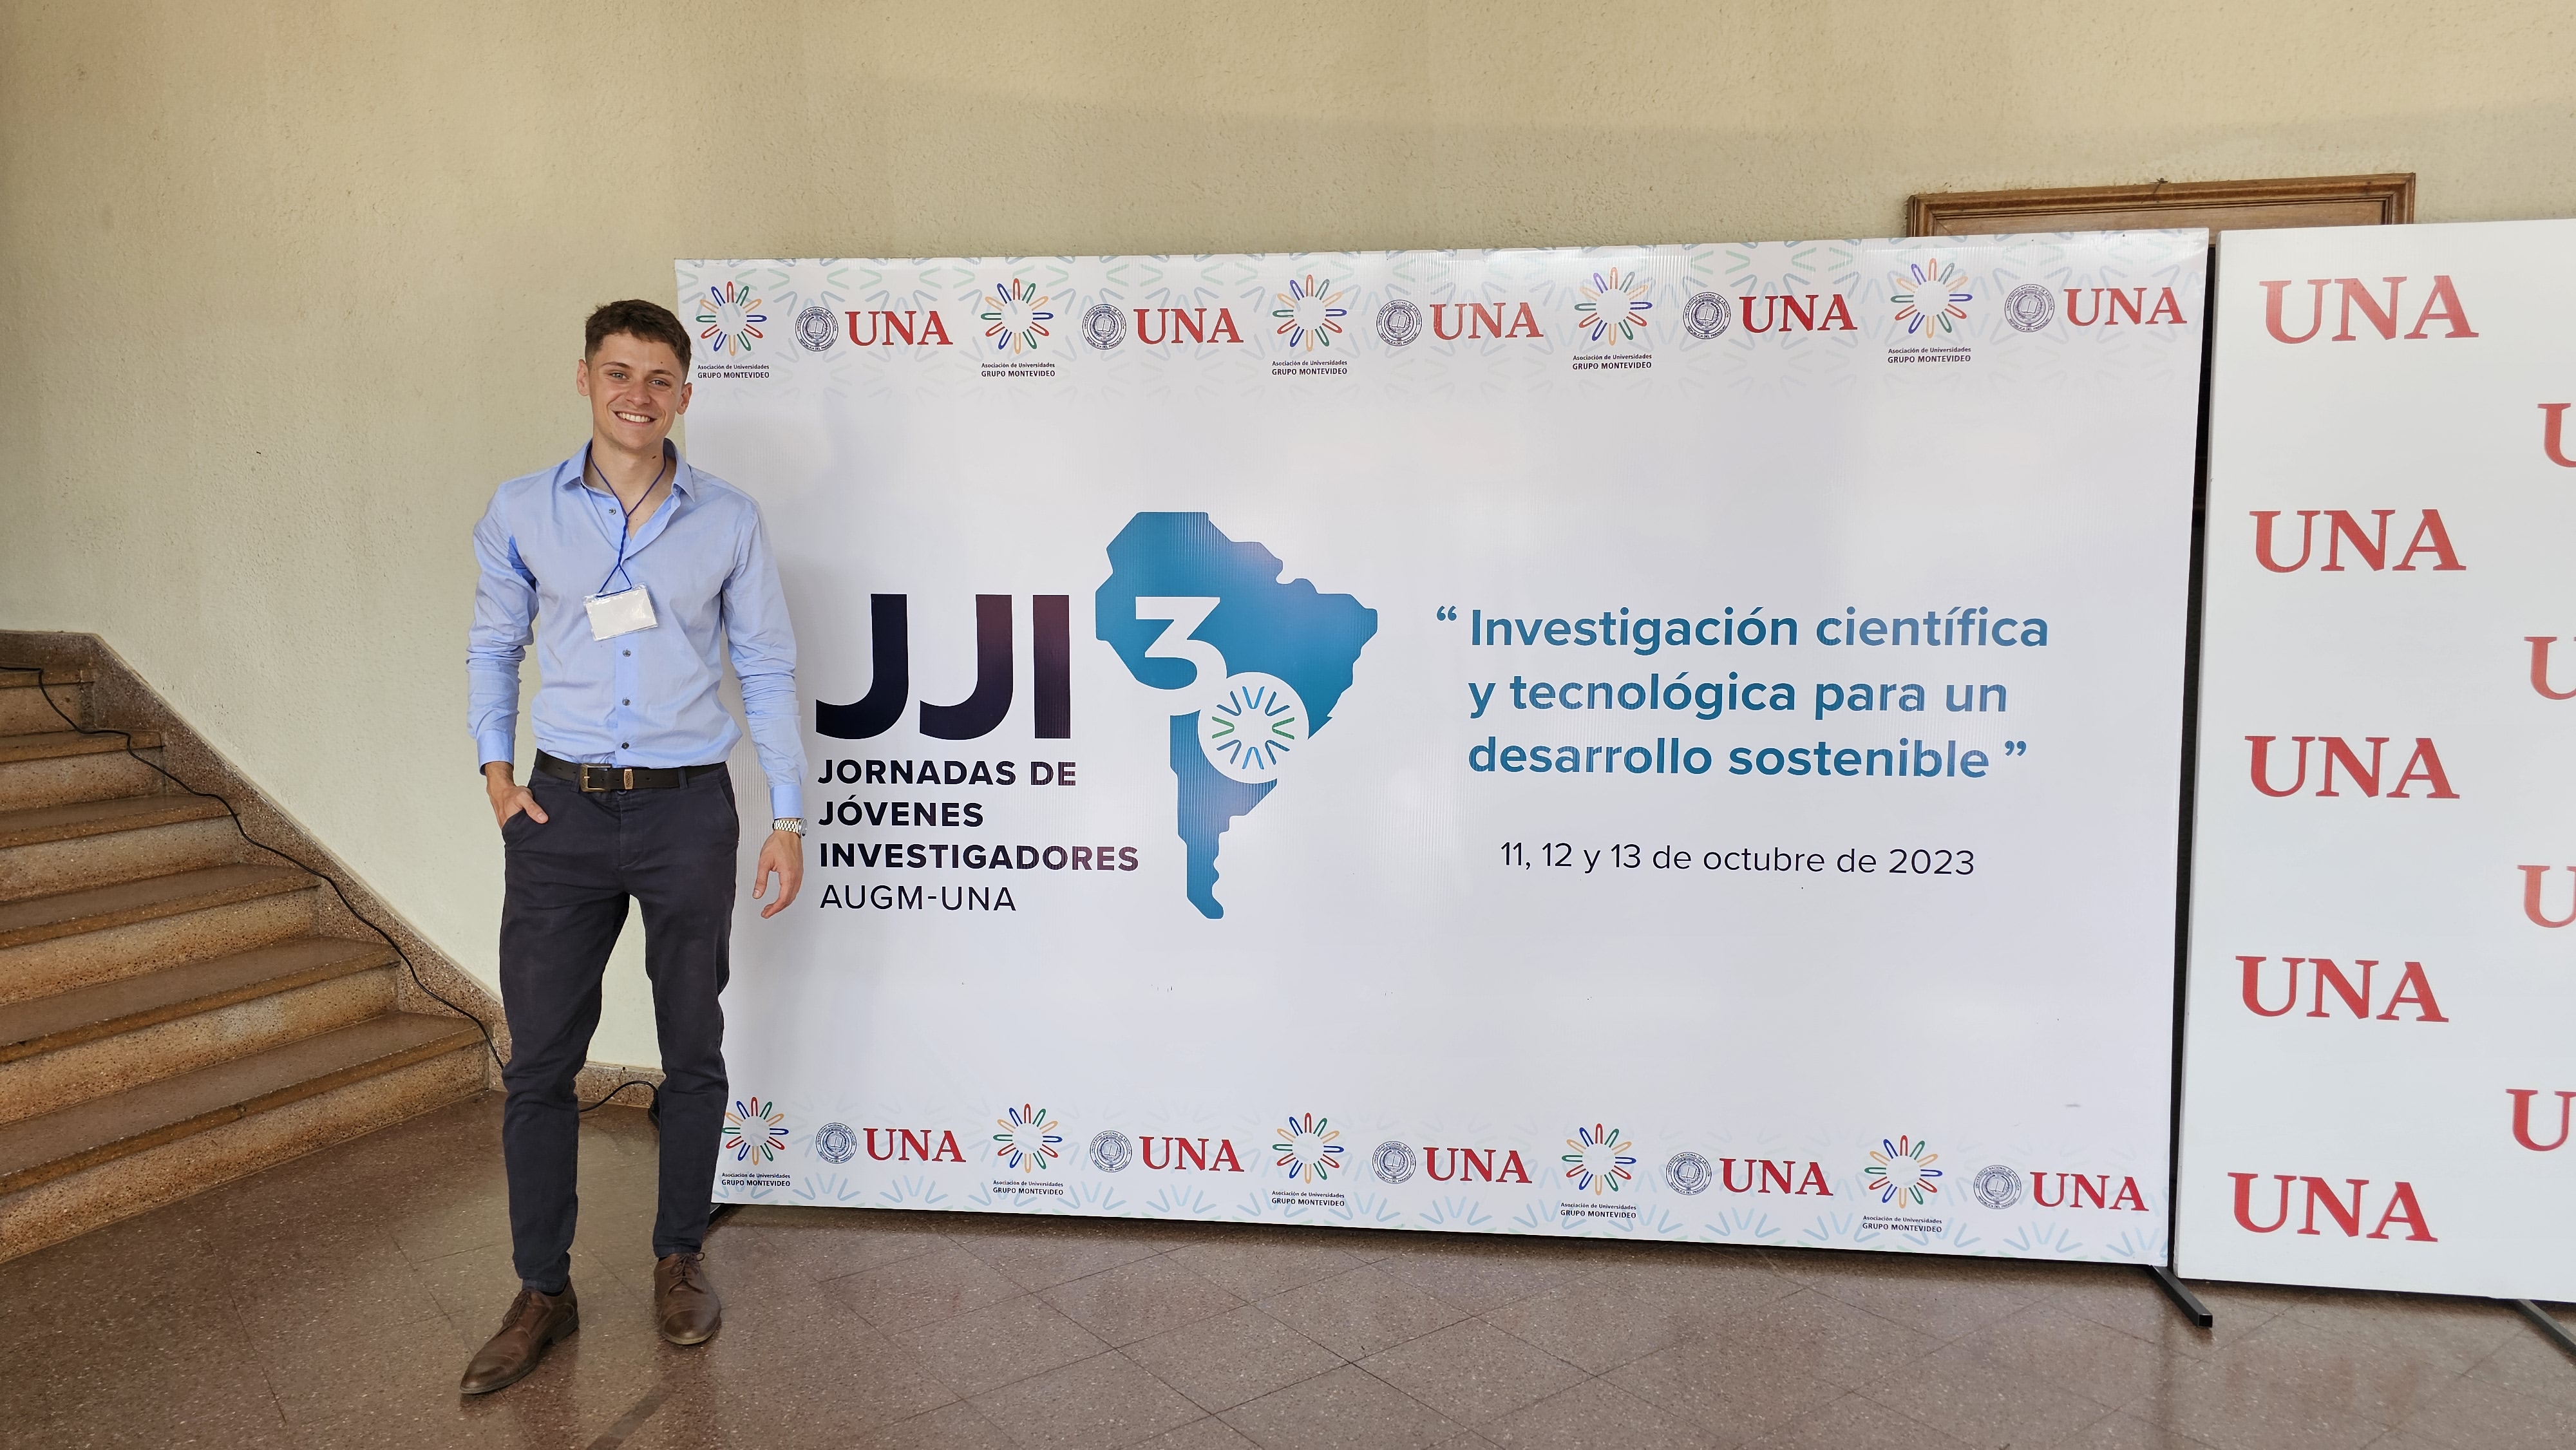 Asociación de Universidades
GRUPO MONTEVIDEO
UNA
Asociación de Universidades
GRUPO MONTEVIDEO
UNA
Asociación de Universidades
GRUPO MONTEVIDEO
UNA
Asociación de Universidades
GRUPO MONTEVIDEO
UNA
Asociación de Universidades
GRUPO MONTEVIDEO
UNA
JJI
30
JORNADAS DE
JÓVENES
INVESTIGADORES
AUGM-UNA
“ Investigación científica
y tecnológica para un
desarrollo sostenible ”
11, 12 y 13 de octubre de 2023
Asociación de Universidades
GRUPO MONTEVIDEO
UNA
Asociación de Universidades
GRUPO MONTEVIDEO
UNA
Asociación de Universidades
GRUPO MONTEVIDEO
UNA
Asociación de Universidades
GRUPO MONTEVIDEO
UNA
Asociación de Universidades
GRUPO MONTEVIDEO
UNA
UNA
U
UNA
U
UNA
U
UNA
U
UNA